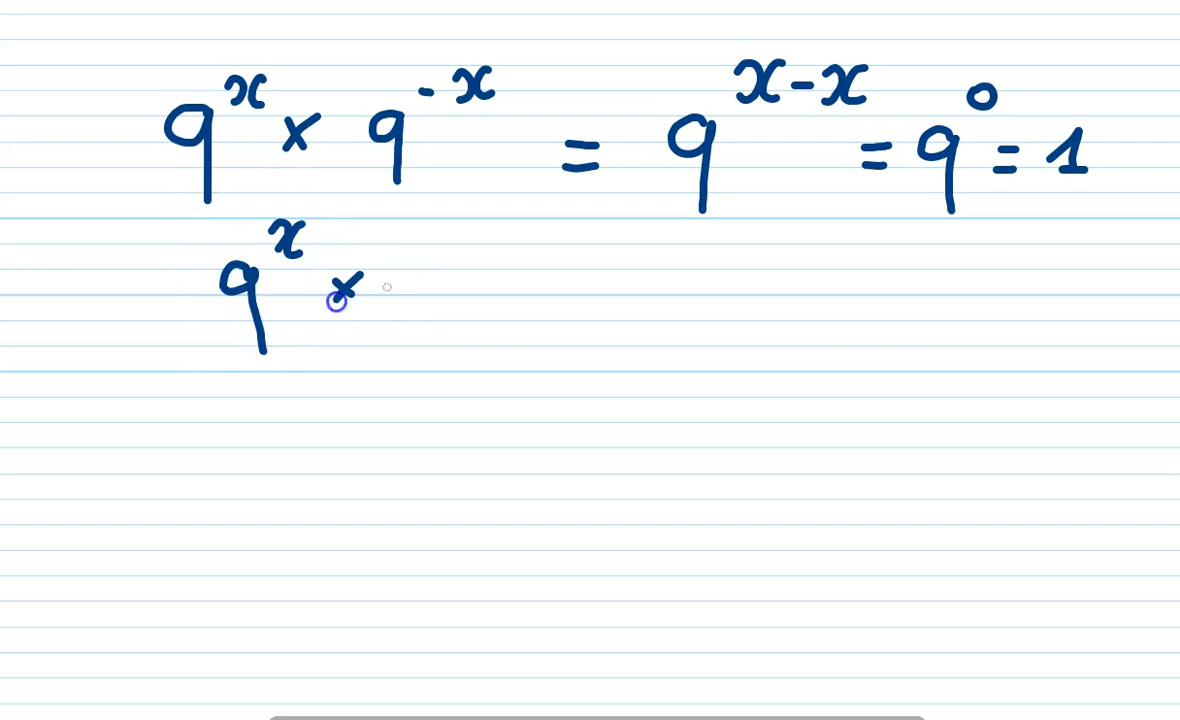 9^x × 9^-x = 9^x-x = 9^0 = 1
9^x ×